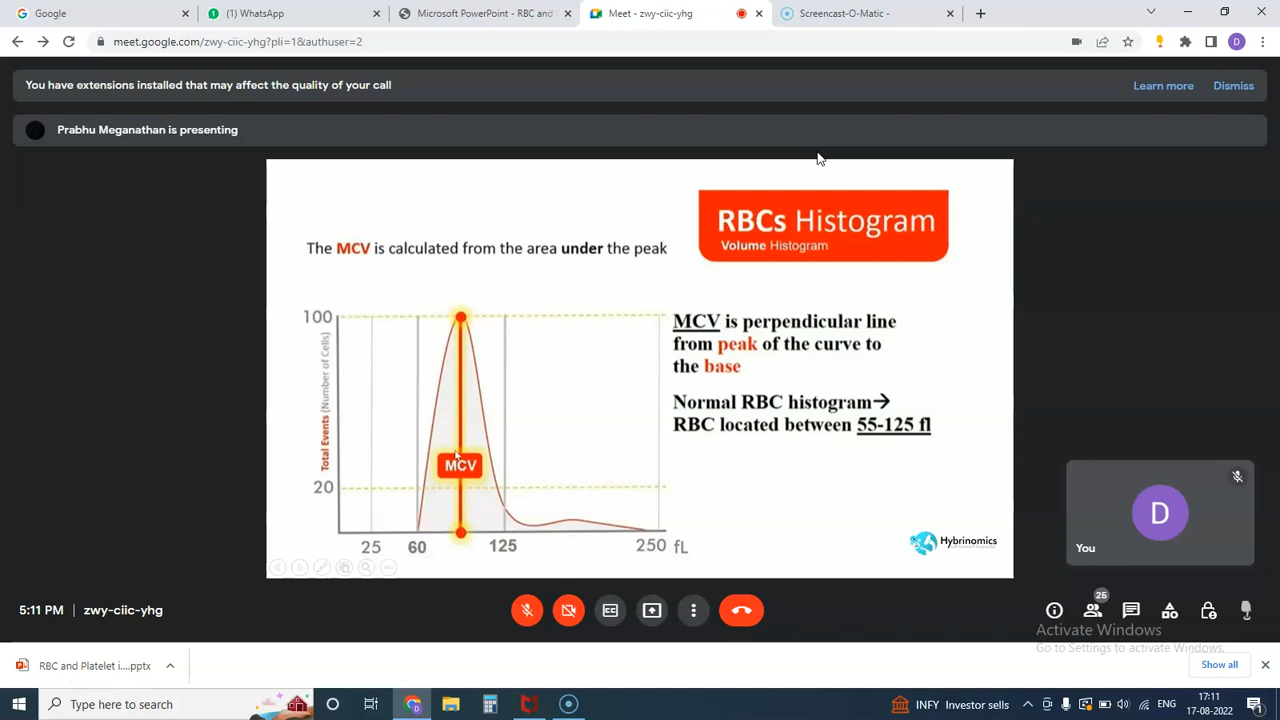 Google
(1) WhatsApp
Microsoft PowerPoint - RBC and
Meet - zwy-ciic-yhg
Screencast-O-Matic -
meet.google.com/zwy-ciic-yhg?pli=1&authuser=2
D
You have extensions installed that may affect the quality of your call
Learn more
Dismiss
Prabhu Meganathan is presenting
RBCs Histogram
Volume Histogram
The MCV is calculated from the area under the peak
MCV is perpendicular line
from peak of the curve to
the base
Normal RBC histogram→
RBC located between 55-125 fl
100
20
Total Events (Number of Cells)
MCV
25
60
125
250 fL
Hybrinomics
D
You
5:11 PM | zwy-ciic-yhg
25
Activate Windows
Go to Settings to activate Windows.
RBC and Platelet i....pptx
Show all
Type here to search
INFY Investor sells
ENG
17:11
17-08-2022